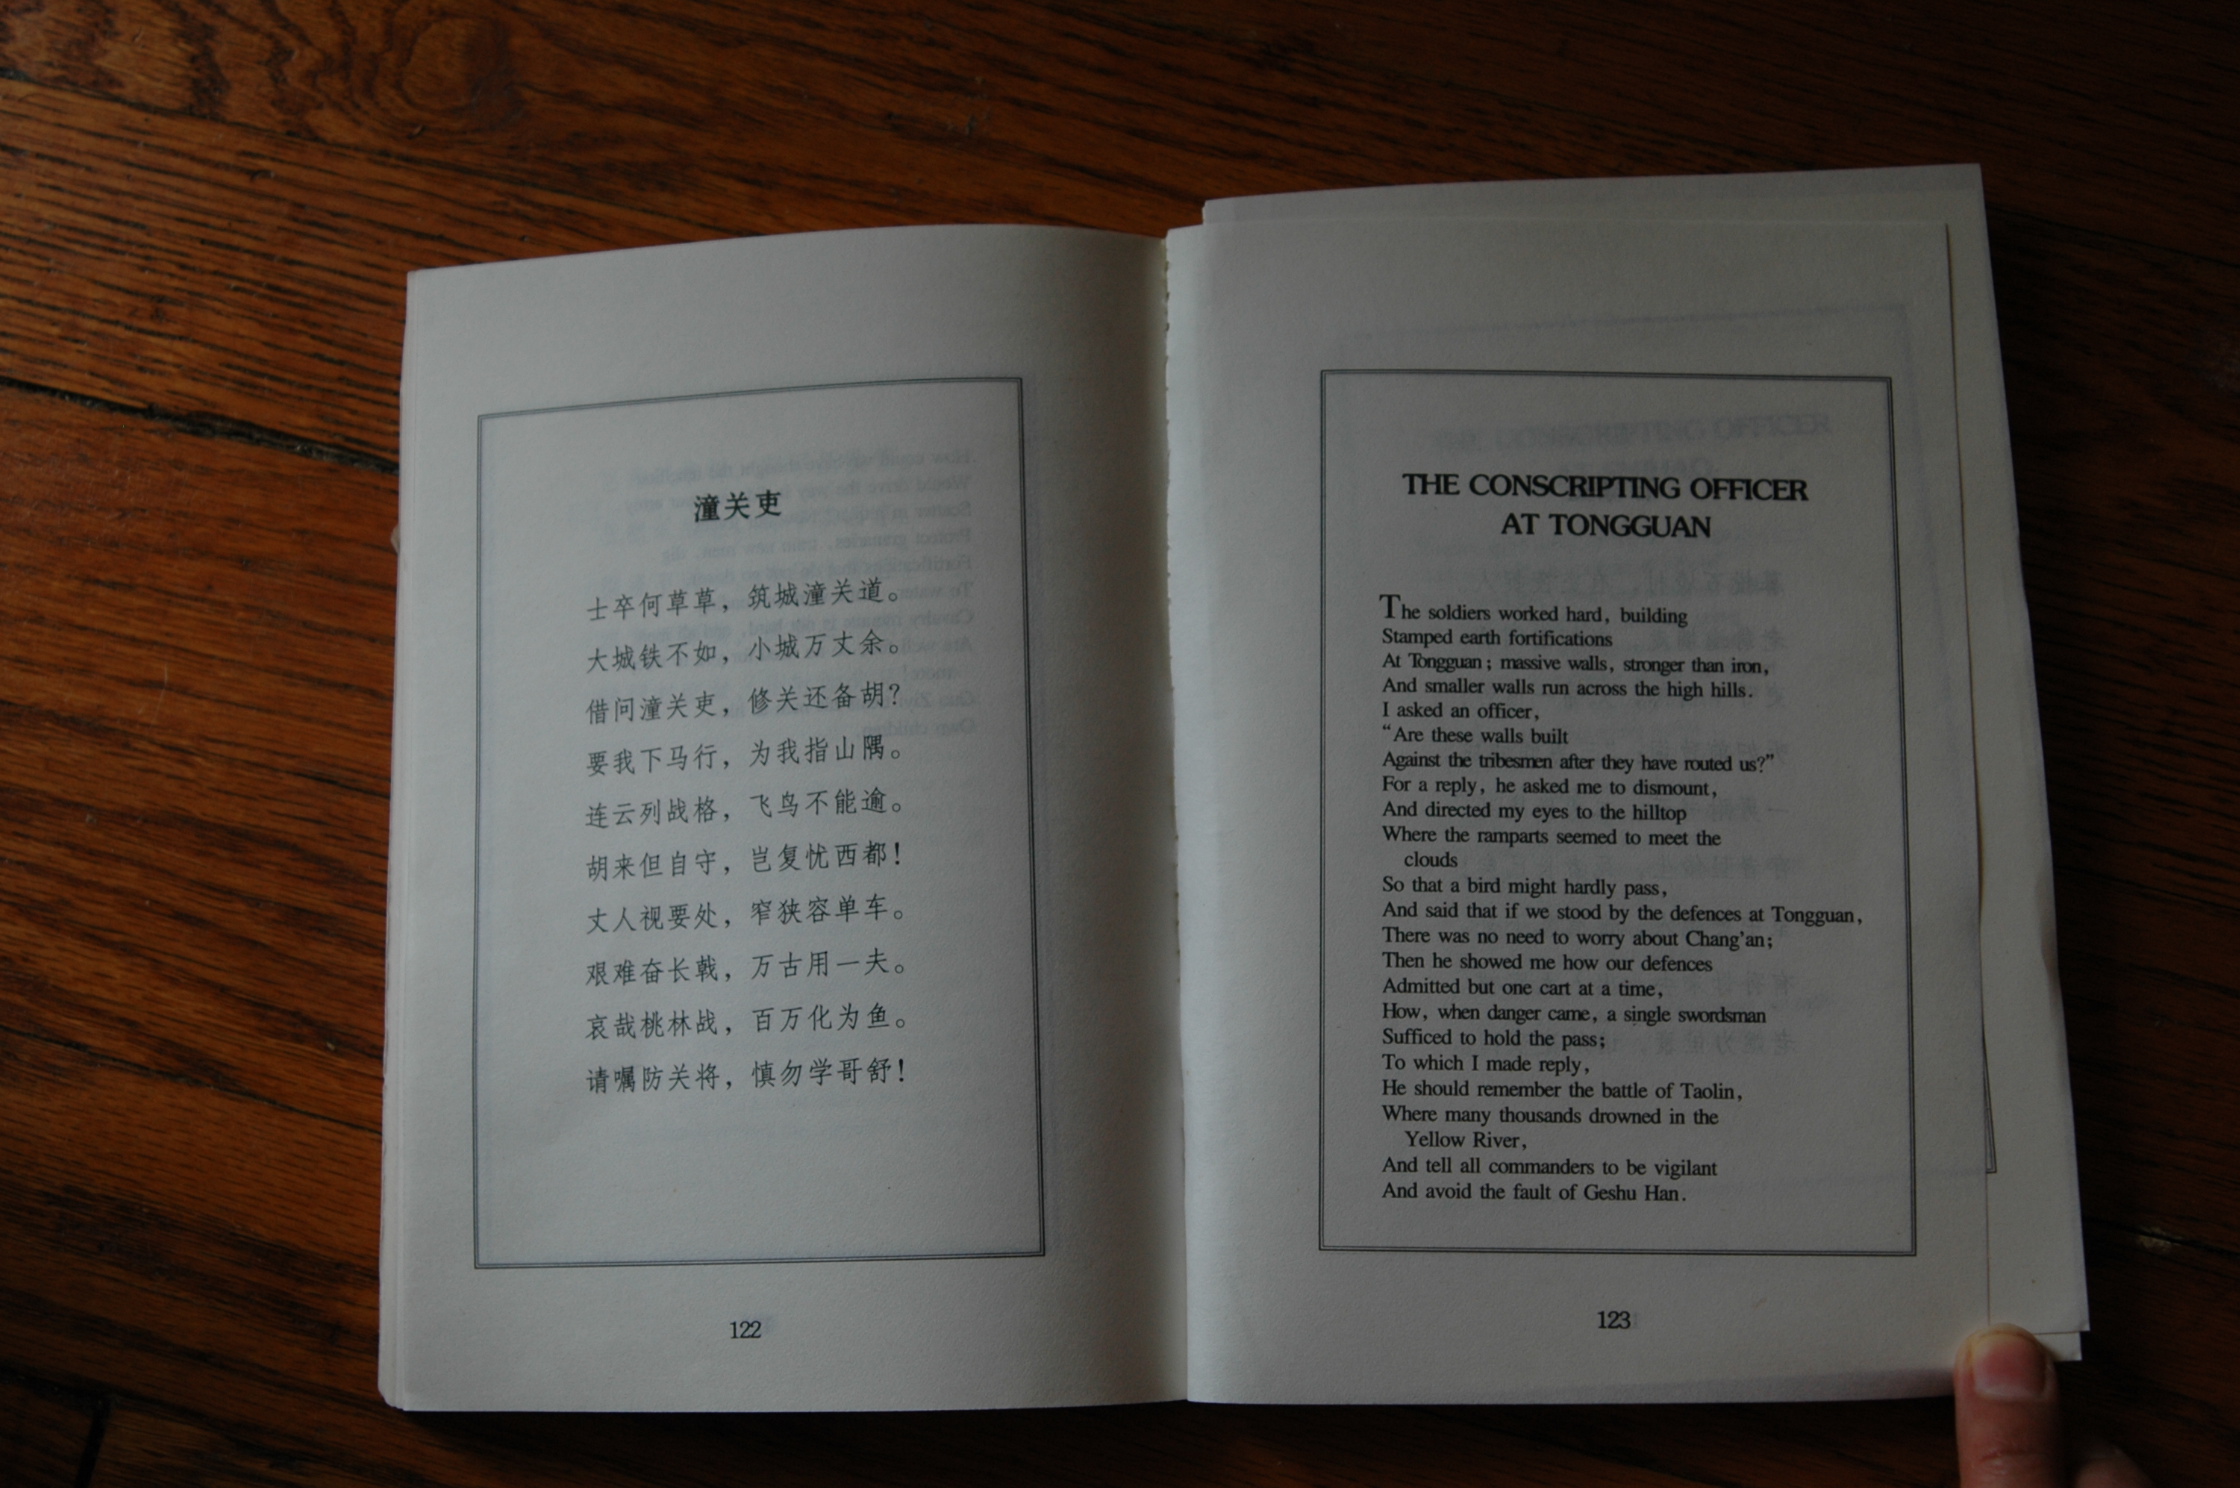 潼关吏
士卒何草草，筑城潼关道。
大城铁不如，小城万丈余。
借问潼关吏，修关还备胡？
要我下马行，为我指山隅。
连云列战格，飞鸟不能逾。
胡来但自守，岂复忧西都！
丈人视要处，窄狭容单车。
艰难奋长戟，万古用一夫。
哀哉桃林战，百万化为鱼。
请嘱防关将，慎勿学哥舒！
122
THE CONSCRIPTING OFFICER
AT TONGGUAN
The soldiers worked hard, building
Stamped earth fortifications
At Tongguan; massive walls, stronger than iron,
And smaller walls run across the high hills.
I asked an officer,
“Are these walls built
Against the tribesmen after they have routed us?”
For a reply, he asked me to dismount,
And directed my eyes to the hilltop
Where the ramparts seemed to meet the
clouds
So that a bird might hardly pass,
And said that if we stood by the defences at Tongguan,
There was no need to worry about Chang'an;
Then he showed me how our defences
Admitted but one cart at a time,
How, when danger came, a single swordsman
Sufficed to hold the pass;
To which I made reply,
He should remember the battle of Taolin,
Where many thousands drowned in the
Yellow River,
And tell all commanders to be vigilant
And avoid the fault of Geshu Han.
123